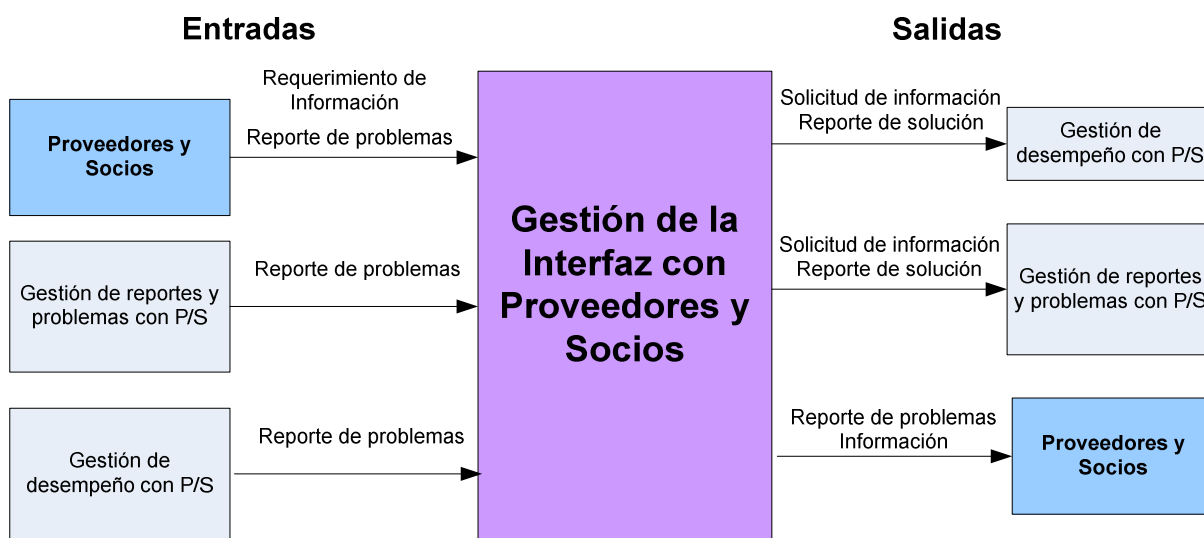 Entradas
Salidas
Requerimiento de
Información
Reporte de problemas
Proveedores y
Socios
Reporte de problemas
Gestión de reportes y
problemas con P/S
Reporte de problemas
Gestión de
desempeño con P/S
Gestión de la
Interfaz con
Proveedores y
Socios
Solicitud de información
Reporte de solución
Gestión de
desempeño con P/S
Solicitud de información
Reporte de solución
Gestión de reportes
y problemas con P/S
Reporte de problemas
Información
Proveedores y
Socios